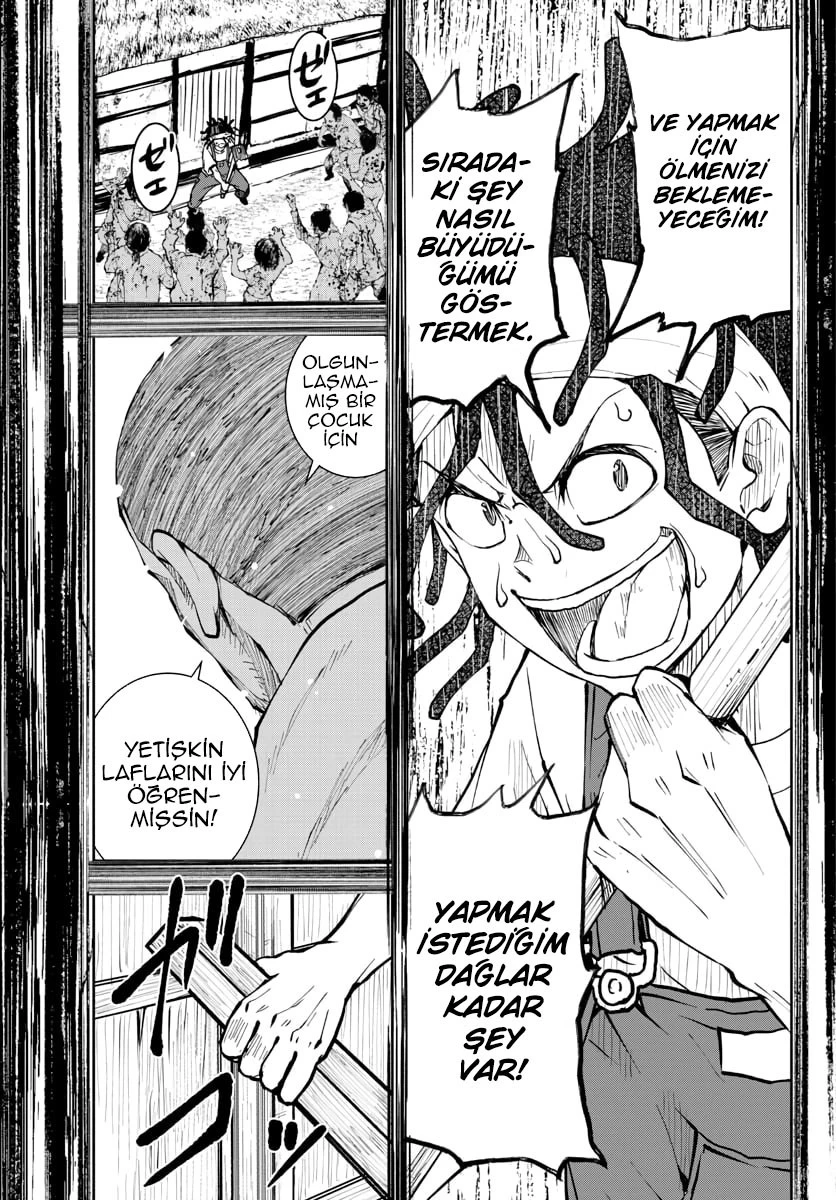 VE YAPMAK
İÇİN
ÖLMENİZİ
BEKLEME-
YECEĞİM!
SIRADA-
Kİ ŞEY
NASIL
BÜYÜDÜ-
ĞÜMÜ
GÖS-
TERMEK.
YAPMAK
İSTEDİĞİM
DAĞLAR
KADAR
ŞEY
VAR!
ゼェ
ゼェ
OLGUN-
LAŞMA-
MIŞ BİR
ÇOCUK
İÇİN
YETİŞKİN
LAFLARINI İYİ
ÖĞREN-
MİŞSİN!
ガッ